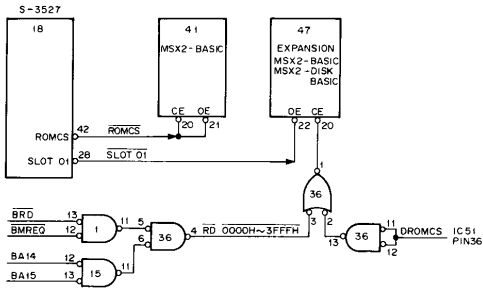 S-3527
18
41
47
MSX2-BASIC
EXPANSION
MSX2-BASIC
MSX2-DISK
BASIC
CE OE
OE CE
20 21
22 20
ROMCS 42 ROMCS
SLOT 01 28 SLOT 01
1
36
3 2
BRD 13
BMREQ 12
1
11 5
6
36
4 RD 0000H~3FFFH
13
36
11
12
DROMCS
IC51
PIN36
BA14 12
BA15 13
15
11